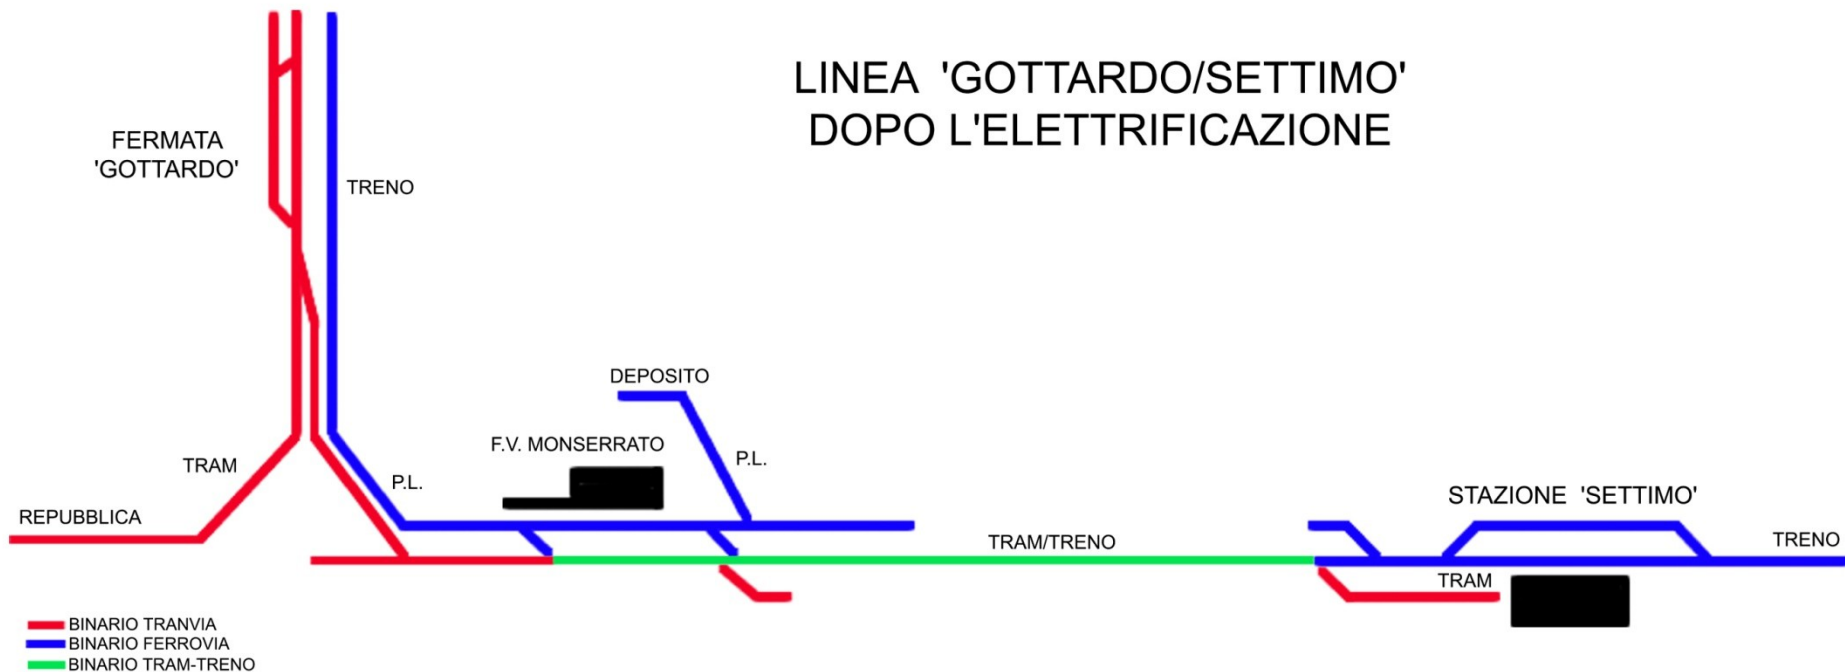 LINEA 'GOTTARDO/SETTIMO'
DOPO L'ELETTRIFICAZIONE
FERMATA
'GOTTARDO'
TRENO
DEPOSITO
F.V. MONSERRATO
TRAM
P.L.
P.L.
REPUBBLICA
STAZIONE 'SETTIMO'
TRAM/TRENO
TRENO
TRAM
BINARIO TRANVIA
BINARIO FERROVIA
BINARIO TRAM-TRENO